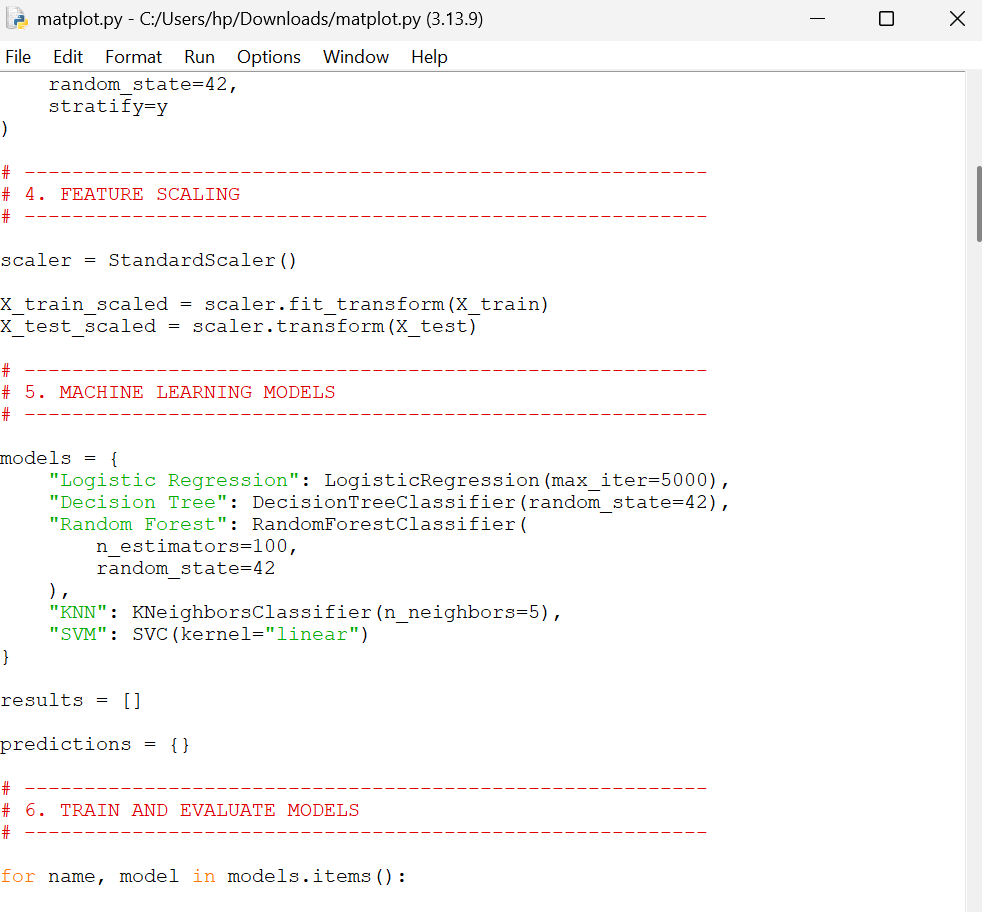 matplot.py - C:/Users/hp/Downloads/matplot.py (3.13.9)
File Edit Format Run Options Window Help
    random_state=42,
    stratify=y
)
# ---------------------------------------------------------
# 4. FEATURE SCALING
# ---------------------------------------------------------
scaler = StandardScaler()
X_train_scaled = scaler.fit_transform(X_train)
X_test_scaled = scaler.transform(X_test)
# ---------------------------------------------------------
# 5. MACHINE LEARNING MODELS
# ---------------------------------------------------------
models = {
    "Logistic Regression": LogisticRegression(max_iter=5000),
    "Decision Tree": DecisionTreeClassifier(random_state=42),
    "Random Forest": RandomForestClassifier(
        n_estimators=100,
        random_state=42
    ),
    "KNN": KNeighborsClassifier(n_neighbors=5),
    "SVM": SVC(kernel="linear")
}
results = []
predictions = {}
# ---------------------------------------------------------
# 6. TRAIN AND EVALUATE MODELS
# ---------------------------------------------------------
for name, model in models.items():